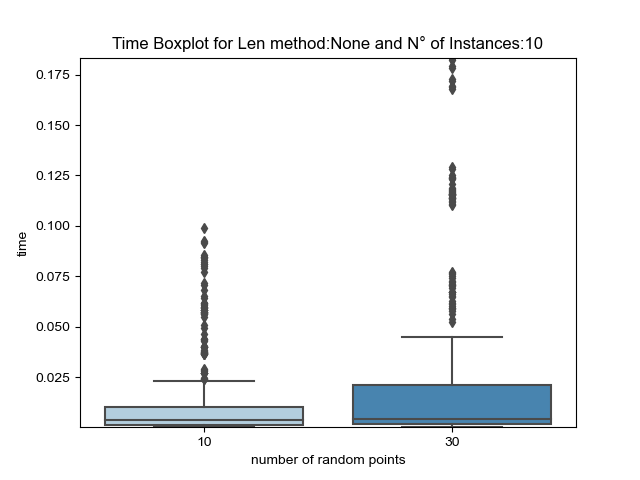 Time Boxplot for Len method:None and N° of Instances:10
0.175
0.150
0.125
0.100
0.075
0.050
0.025
time
10 30
number of random points